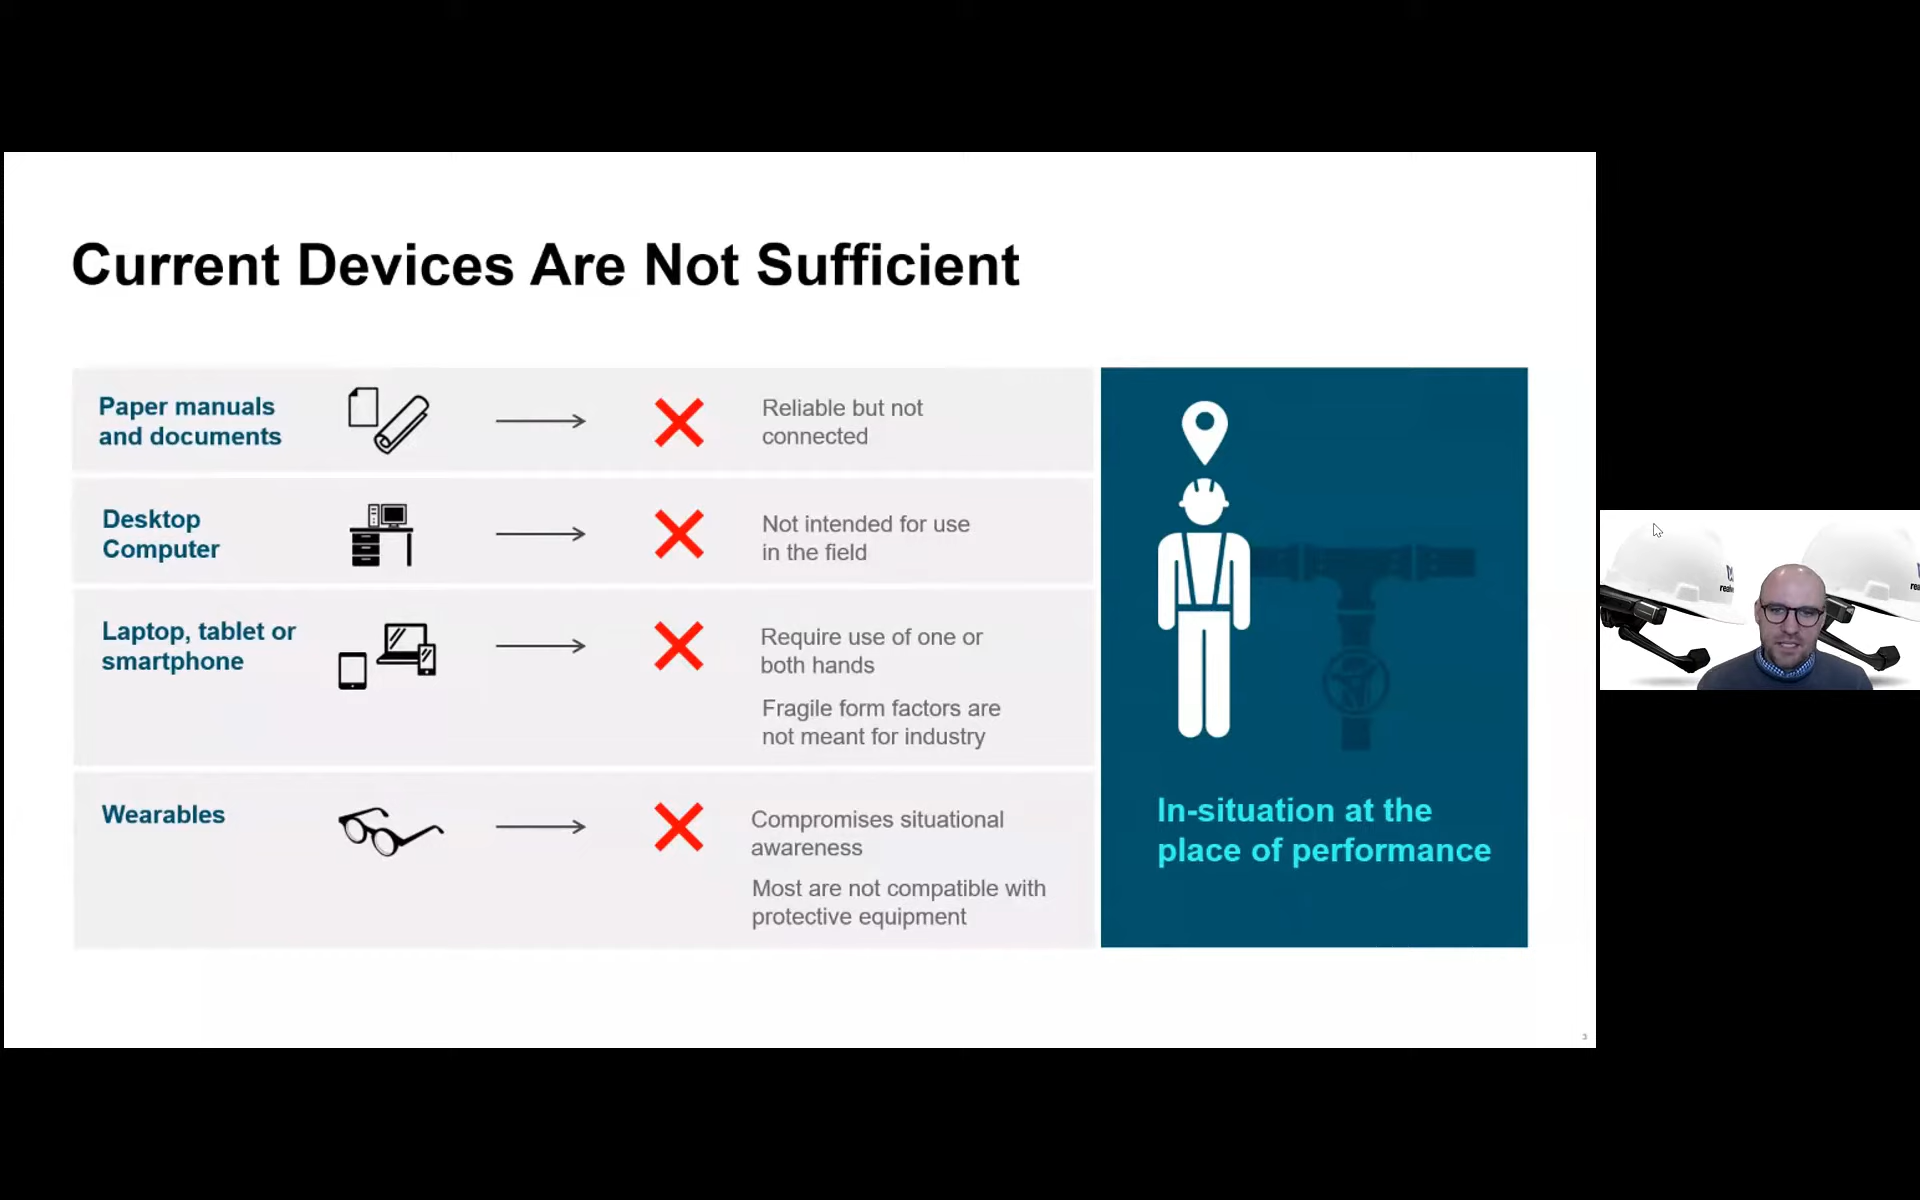 Current Devices Are Not Sufficient
Paper manuals
and documents
Reliable but not
connected
Desktop
Computer
Not intended for use
in the field
Laptop, tablet or
smartphone
Require use of one or
both hands
Fragile form factors are
not meant for industry
Wearables
Compromises situational
awareness
Most are not compatible with
protective equipment
In-situation at the
place of performance
3